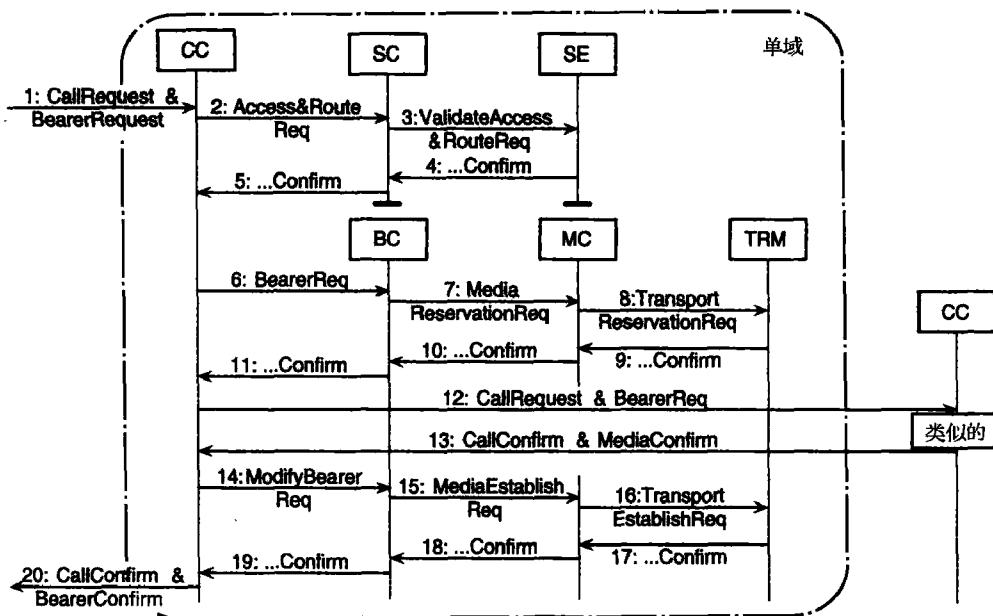 CC
SC
SE
单域
1: CallRequest &
BearerRequest
2: Access&Route
Req
3:ValidateAccess
&RouteReq
4: ...Confirm
5: ...Confirm
BC
MC
TRM
6: BearerReq
7: Media
ReservationReq
8:Transport
ReservationReq
CC
9: ...Confirm
10: ...Confirm
11: ...Confirm
12: CallRequest & BearerReq
类似的
13: CallConfirm & MediaConfirm
14:ModifyBearer
Req
15: MediaEstablish
Req
16:Transport
EstablishReq
17: ...Confirm
18: ...Confirm
19: ...Confirm
20: CallConfirm &
BearerConfirm